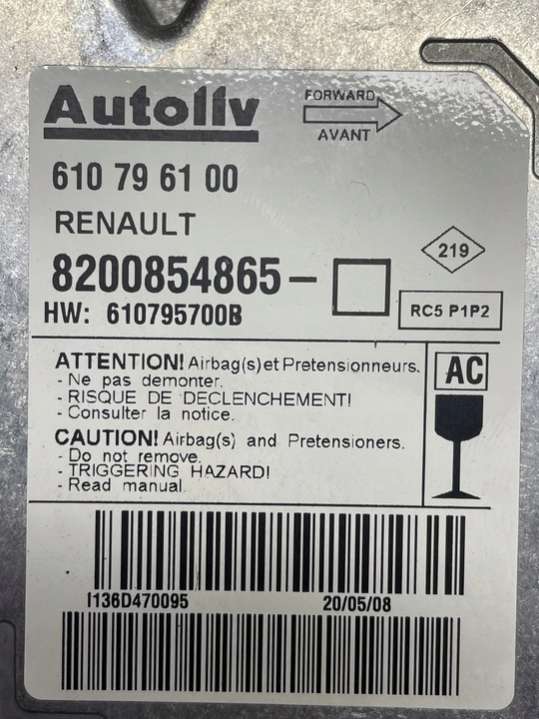 Autoliv
FORWARD
AVANT
610 79 61 00
RENAULT
219
8200854865-
HW: 610795700B
RC5 P1P2
ATTENTION! Airbag(s) et Pretensionneurs.
- Ne pas demonter.
- RISQUE DE DECLENCHEMENT!
- Consulter la notice.
AC
CAUTION! Airbag(s) and Pretensioners.
- Do not remove.
- TRIGGERING HAZARD!
- Read manual.
I136D470095
20/05/08